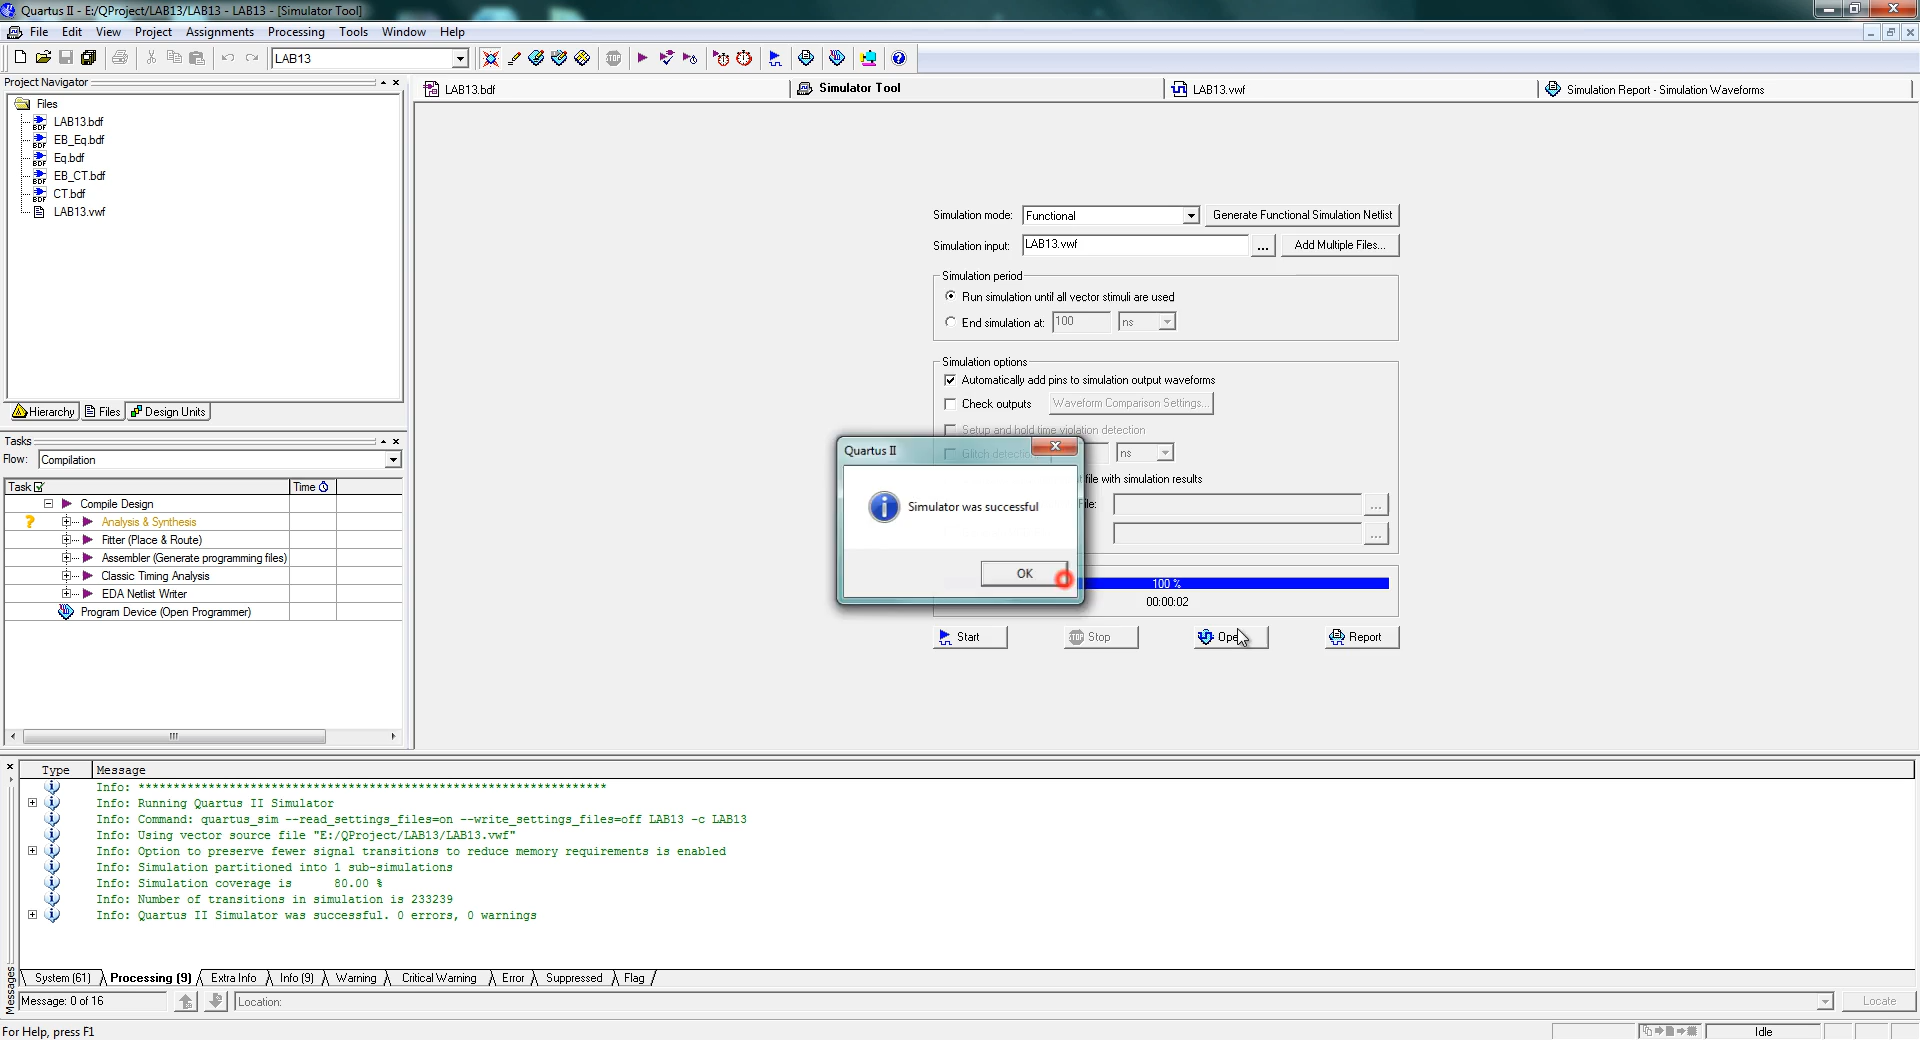 Quartus II - E:/QProject/LAB13/LAB13 - LAB13 - [Simulator Tool]
File Edit View Project Assignments Processing Tools Window Help
LAB13
STOP
Project Navigator
Files
LAB13.bdf
EB_Eq.bdf
Eq.bdf
EB_CT.bdf
CT.bdf
LAB13.vwf
Hierarchy Files Design Units
Tasks
Flow: Compilation
Task Time
Compile Design
? Analysis & Synthesis
Fitter (Place & Route)
Assembler (Generate programming files)
Classic Timing Analysis
EDA Netlist Writer
Program Device (Open Programmer)
LAB13.bdf Simulator Tool LAB13.vwf Simulation Report - Simulation Waveforms
Simulation mode: Functional Generate Functional Simulation Netlist
Simulation input: LAB13.vwf ... Add Multiple Files...
Simulation period
Run simulation until all vector stimuli are used
End simulation at: 100 ns
Simulation options
Automatically add pins to simulation output waveforms
Check outputs Waveform Comparison Settings...
Setup and hold time violation detection
Glitch detection ns
file with simulation results
File: ...
...
Quartus II
Simulator was successful
OK
100 %
00:00:02
Start STOP Stop Ope Report
Type Message
Info: *******************************************************************
Info: Running Quartus II Simulator
Info: Command: quartus_sim --read_settings_files=on --write_settings_files=off LAB13 -c LAB13
Info: Using vector source file "E:/QProject/LAB13/LAB13.vwf"
Info: Option to preserve fewer signal transitions to reduce memory requirements is enabled
Info: Simulation partitioned into 1 sub-simulations
Info: Simulation coverage is 80.00 %
Info: Number of transitions in simulation is 233239
Info: Quartus II Simulator was successful. 0 errors, 0 warnings
System (61) Processing (9) Extra Info Info (9) Warning Critical Warning Error Suppressed Flag
Messages
Message: 0 of 16 Location: Locate
For Help, press F1 Idle